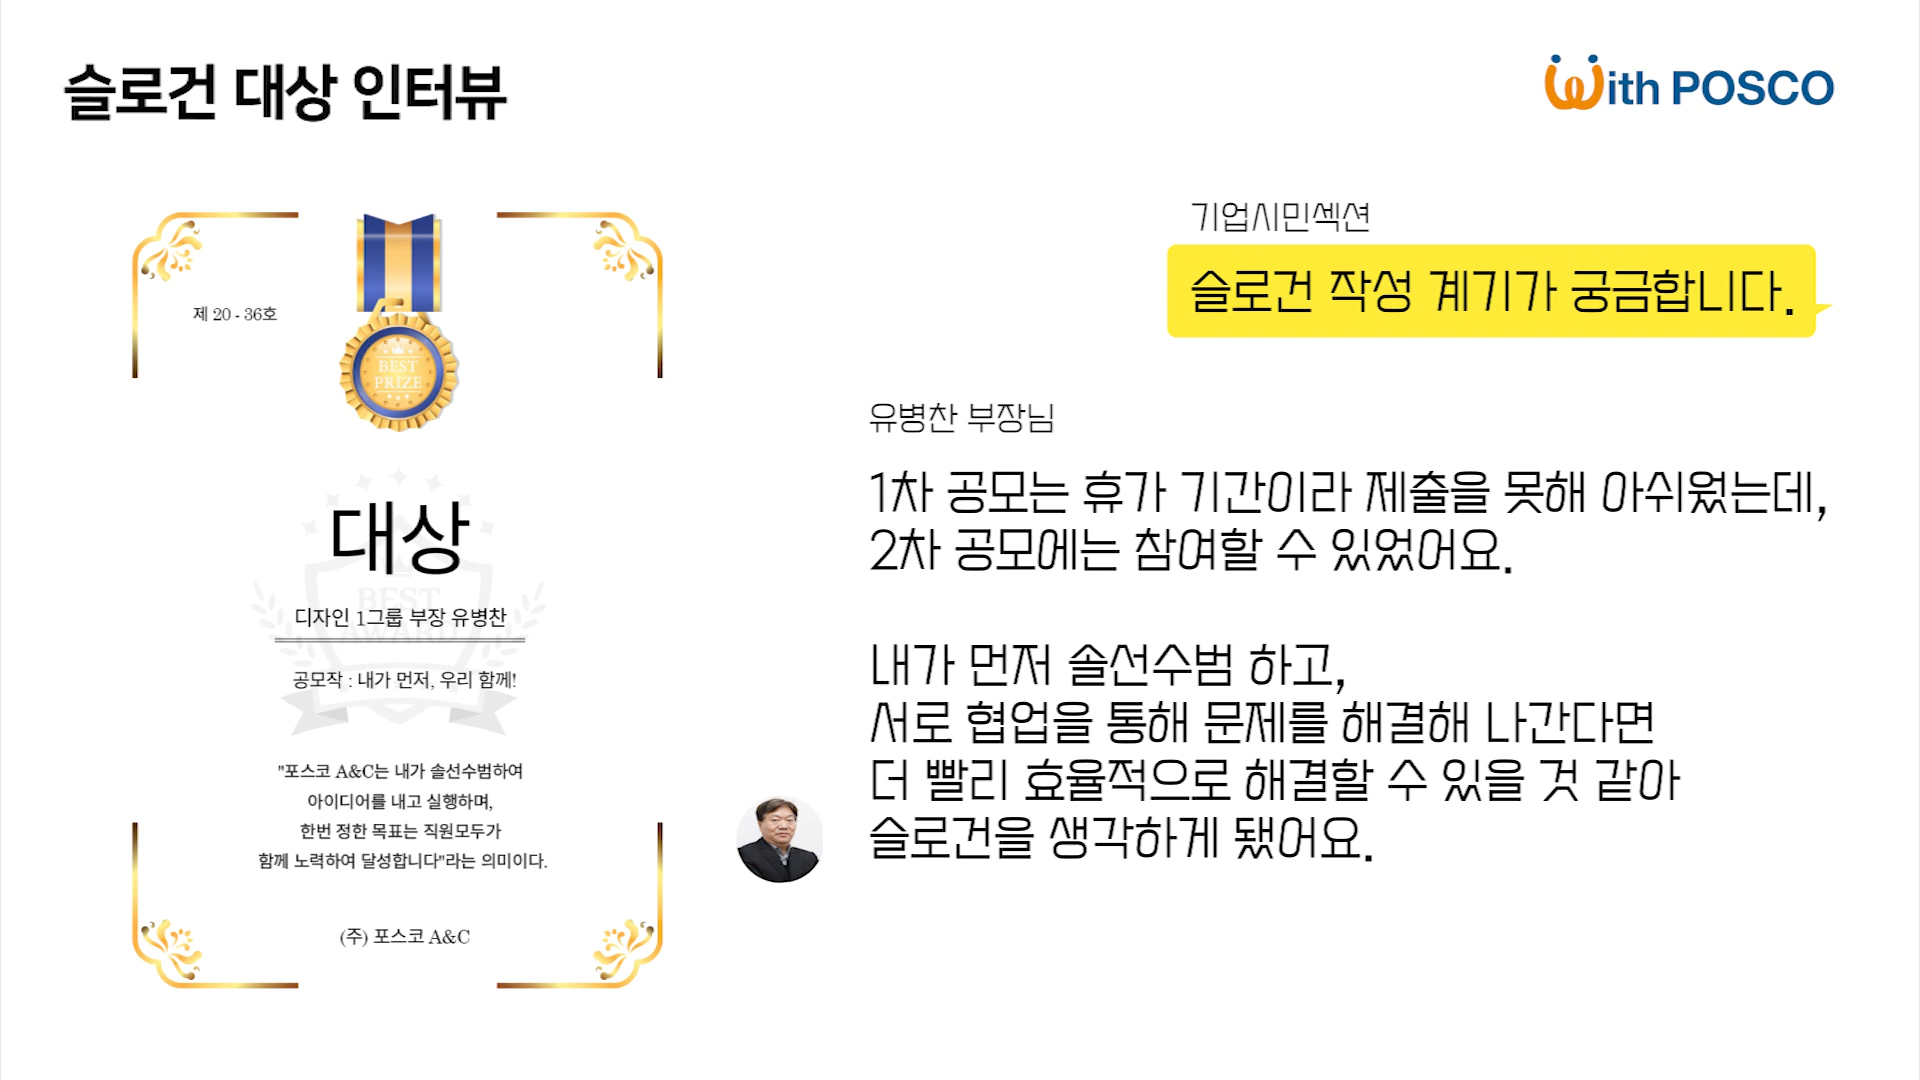 슬로건 대상 인터뷰
With POSCO
제 20 - 36호
BEST
PRIZE
대상
BEST
AWARD
디자인 1그룹 부장 유병찬
공모작 : 내가 먼저, 우리 함께!
"포스코 A&C는 내가 솔선수범하여
아이디어를 내고 실행하며,
한번 정한 목표는 직원모두가
함께 노력하여 달성합니다"라는 의미이다.
(주) 포스코 A&C
기업시민섹션
슬로건 작성 계기가 궁금합니다.
유병찬 부장님
1차 공모는 휴가 기간이라 제출을 못해 아쉬웠는데,
2차 공모에는 참여할 수 있었어요.
내가 먼저 솔선수범 하고,
서로 협업을 통해 문제를 해결해 나간다면
더 빨리 효율적으로 해결할 수 있을 것 같아
슬로건을 생각하게 됐어요.